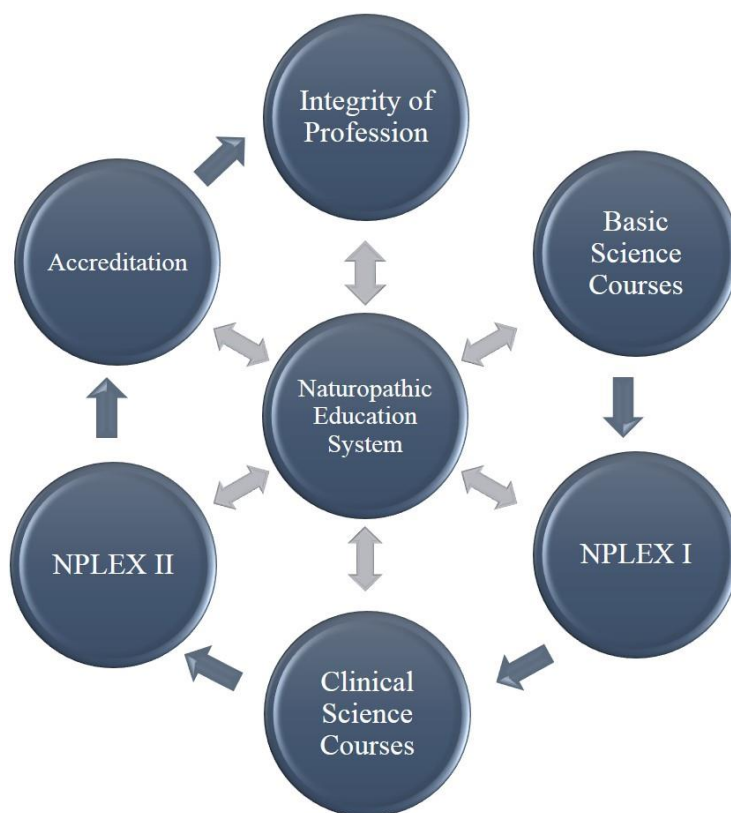 Integrity of
Profession
Basic
Science
Courses
Accreditation
Naturopathic
Education
System
NPLEX II
NPLEX I
Clinical
Science
Courses